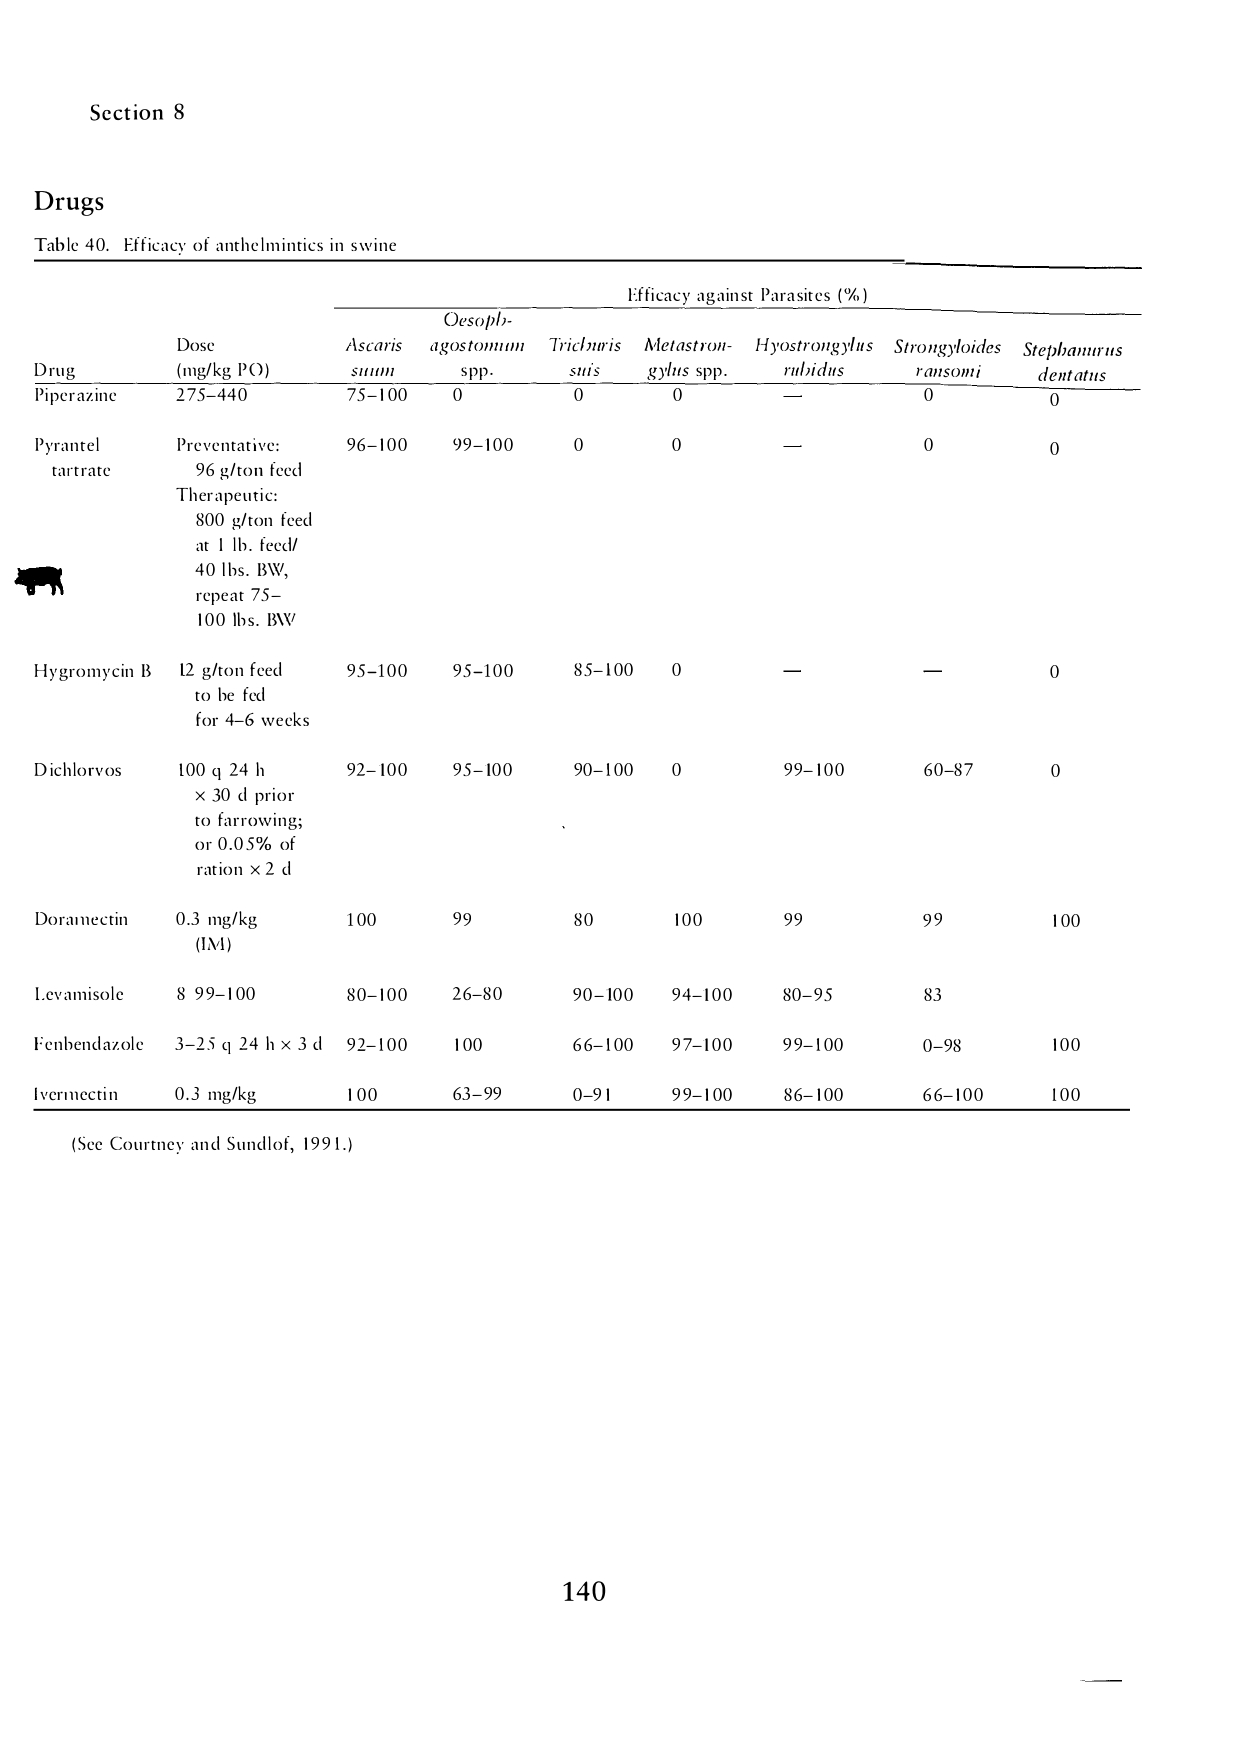 Section 8
Drugs
Table 40. Efficacy of anthelmintics in swine
Efficacy against Parasites (%)
Oesoph-
Dose Ascaris agostomum Trichuris Metastron- Hyostrongylus Strongyloides Stephanurus
Drug (mg/kg PO) suum spp. suis gylus spp. rubidus ransomi dentatus
Piperazine 275–440 75–100 0 0 0 — 0 0
Pyrantel Preventative: 96–100 99–100 0 0 — 0 0
tartrate 96 g/ton feed
Therapeutic:
800 g/ton feed
at 1 lb. feed/
40 lbs. BW,
repeat 75–
100 lbs. BW
Hygromycin B 12 g/ton feed 95–100 95–100 85–100 0 — — 0
to be fed
for 4–6 weeks
Dichlorvos 100 q 24 h 92–100 95–100 90–100 0 99–100 60–87 0
× 30 d prior
to farrowing;
or 0.05% of
ration × 2 d
Doramectin 0.3 mg/kg 100 99 80 100 99 99 100
(IM)
Levamisole 8 99–100 80–100 26–80 90–100 94–100 80–95 83
Fenbendazole 3–25 q 24 h × 3 d 92–100 100 66–100 97–100 99–100 0–98 100
Ivermectin 0.3 mg/kg 100 63–99 0–91 99–100 86–100 66–100 100
(See Courtney and Sundlof, 1991.)
140